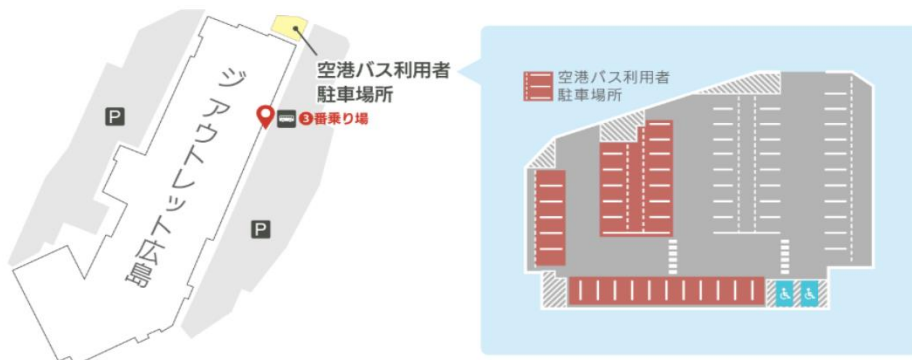 ジ アウトレット広島
空港バス利用者
駐車場所
❸番乗り場
P
P
空港バス利用者
駐車場所